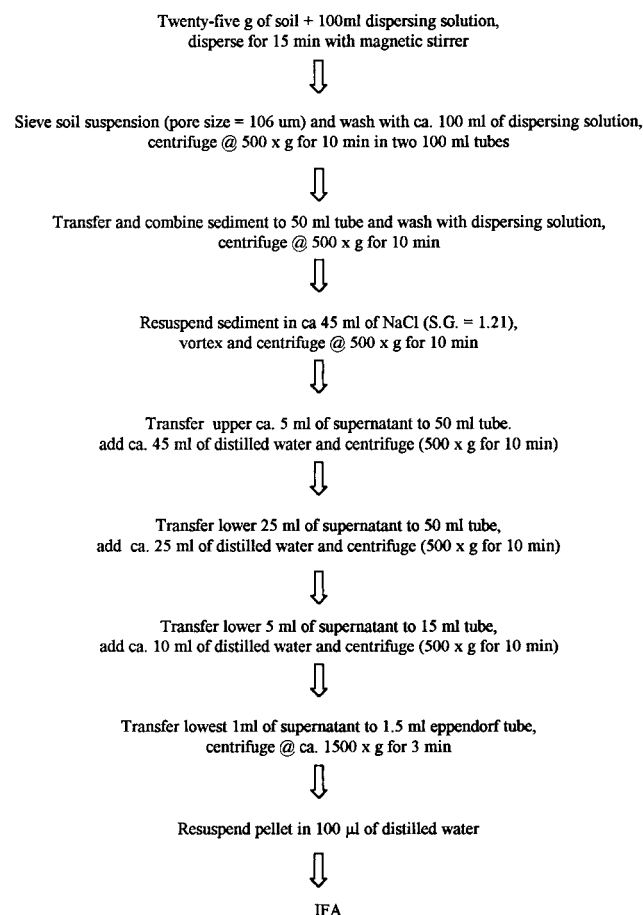 Twenty-five g of soil + 100ml dispersing solution,
disperse for 15 min with magnetic stirrer
Sieve soil suspension (pore size = 106 um) and wash with ca. 100 ml of dispersing solution,
centrifuge @ 500 x g for 10 min in two 100 ml tubes
Transfer and combine sediment to 50 ml tube and wash with dispersing solution,
centrifuge @ 500 x g for 10 min
Resuspend sediment in ca 45 ml of NaCl (S.G. = 1.21),
vortex and centrifuge @ 500 x g for 10 min
Transfer upper ca. 5 ml of supernatant to 50 ml tube.
add ca. 45 ml of distilled water and centrifuge (500 x g for 10 min)
Transfer lower 25 ml of supernatant to 50 ml tube,
add ca. 25 ml of distilled water and centrifuge (500 x g for 10 min)
Transfer lower 5 ml of supernatant to 15 ml tube,
add ca. 10 ml of distilled water and centrifuge (500 x g for 10 min)
Transfer lowest 1ml of supernatant to 1.5 ml eppendorf tube,
centrifuge @ ca. 1500 x g for 3 min
Resuspend pellet in 100 µl of distilled water
IFA